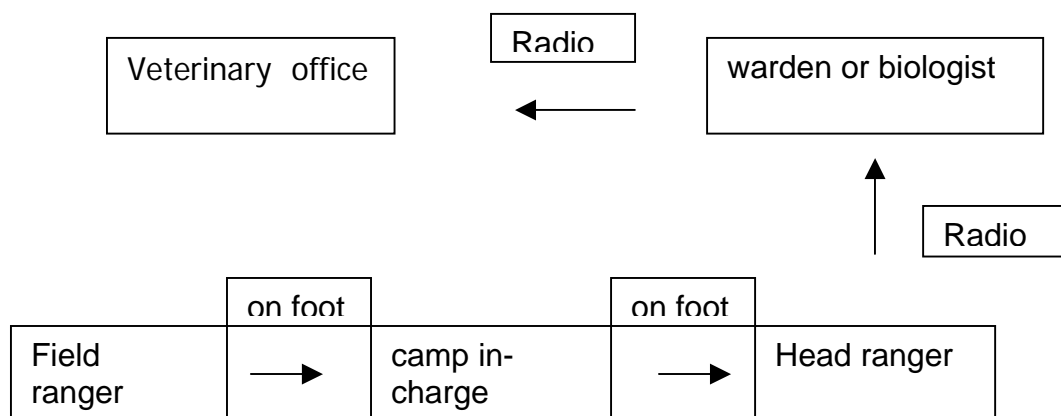 Radio
Veterinary office
warden or biologist
Radio
on foot
on foot
Field
ranger
camp in-
charge
Head ranger